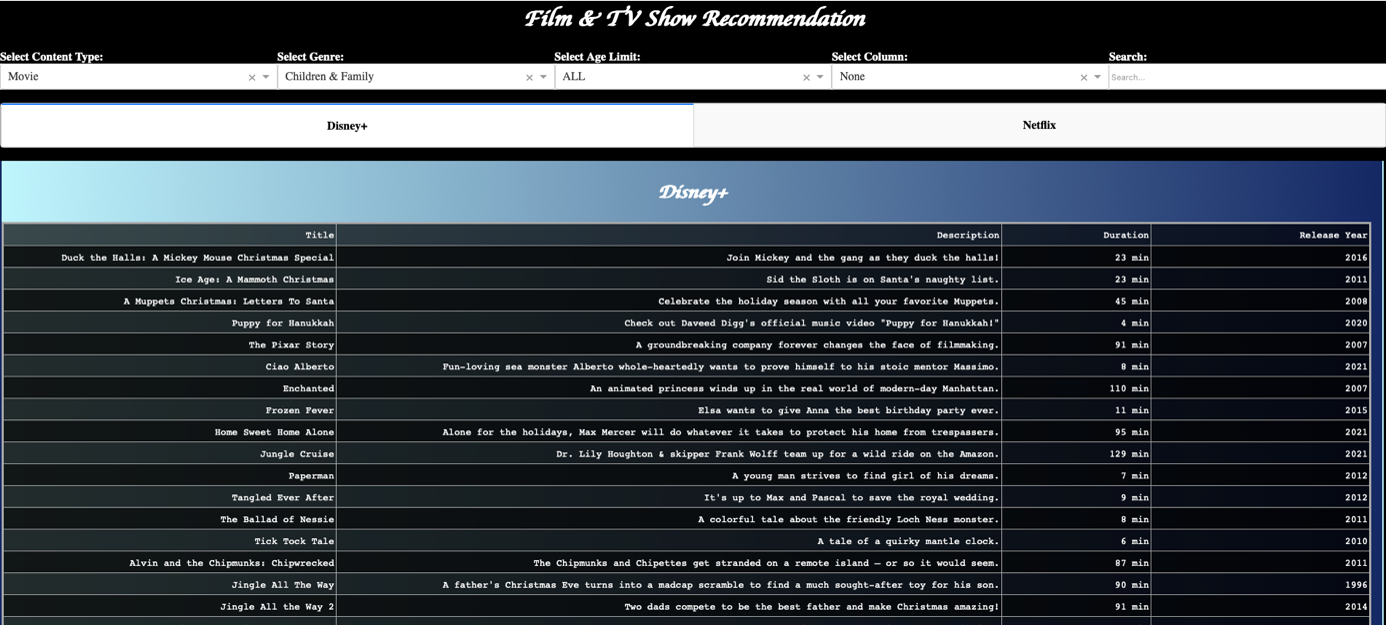 Film & TV Show Recommendation
Select Content Type: Select Genre: Select Age Limit: Select Column: Search:
Movie Children & Family ALL None Search...
Disney+ Netflix
Disney+
Title Description Duration Release Year
Duck the Halls: A Mickey Mouse Christmas Special Join Mickey and the gang as they duck the halls! 23 min 2016
Ice Age: A Mammoth Christmas Sid the Sloth is on Santa's naughty list. 23 min 2011
A Muppets Christmas: Letters To Santa Celebrate the holiday season with all your favorite Muppets. 45 min 2008
Puppy for Hanukkah Check out Daveed Digg's official music video "Puppy for Hanukkah!" 4 min 2020
The Pixar Story A groundbreaking company forever changes the face of filmmaking. 91 min 2007
Ciao Alberto Fun-loving sea monster Alberto whole-heartedly wants to prove himself to his stoic mentor Massimo. 8 min 2021
Enchanted An animated princess winds up in the real world of modern-day Manhattan. 110 min 2007
Frozen Fever Elsa wants to give Anna the best birthday party ever. 11 min 2015
Home Sweet Home Alone Alone for the holidays, Max Mercer will do whatever it takes to protect his home from trespassers. 95 min 2021
Jungle Cruise Dr. Lily Houghton & skipper Frank Wolff team up for a wild ride on the Amazon. 129 min 2021
Paperman A young man strives to find girl of his dreams. 7 min 2012
Tangled Ever After It's up to Max and Pascal to save the royal wedding. 9 min 2012
The Ballad of Nessie A colorful tale about the friendly Loch Ness monster. 8 min 2011
Tick Tock Tale A tale of a quirky mantle clock. 6 min 2010
Alvin and the Chipmunks: Chipwrecked The Chipmunks and Chipettes get stranded on a remote island — or so it would seem. 87 min 2011
Jingle All The Way A father's Christmas Eve turns into a madcap scramble to find a much sought-after toy for his son. 90 min 1996
Jingle All the Way 2 Two dads compete to be the best father and make Christmas amazing! 91 min 2014